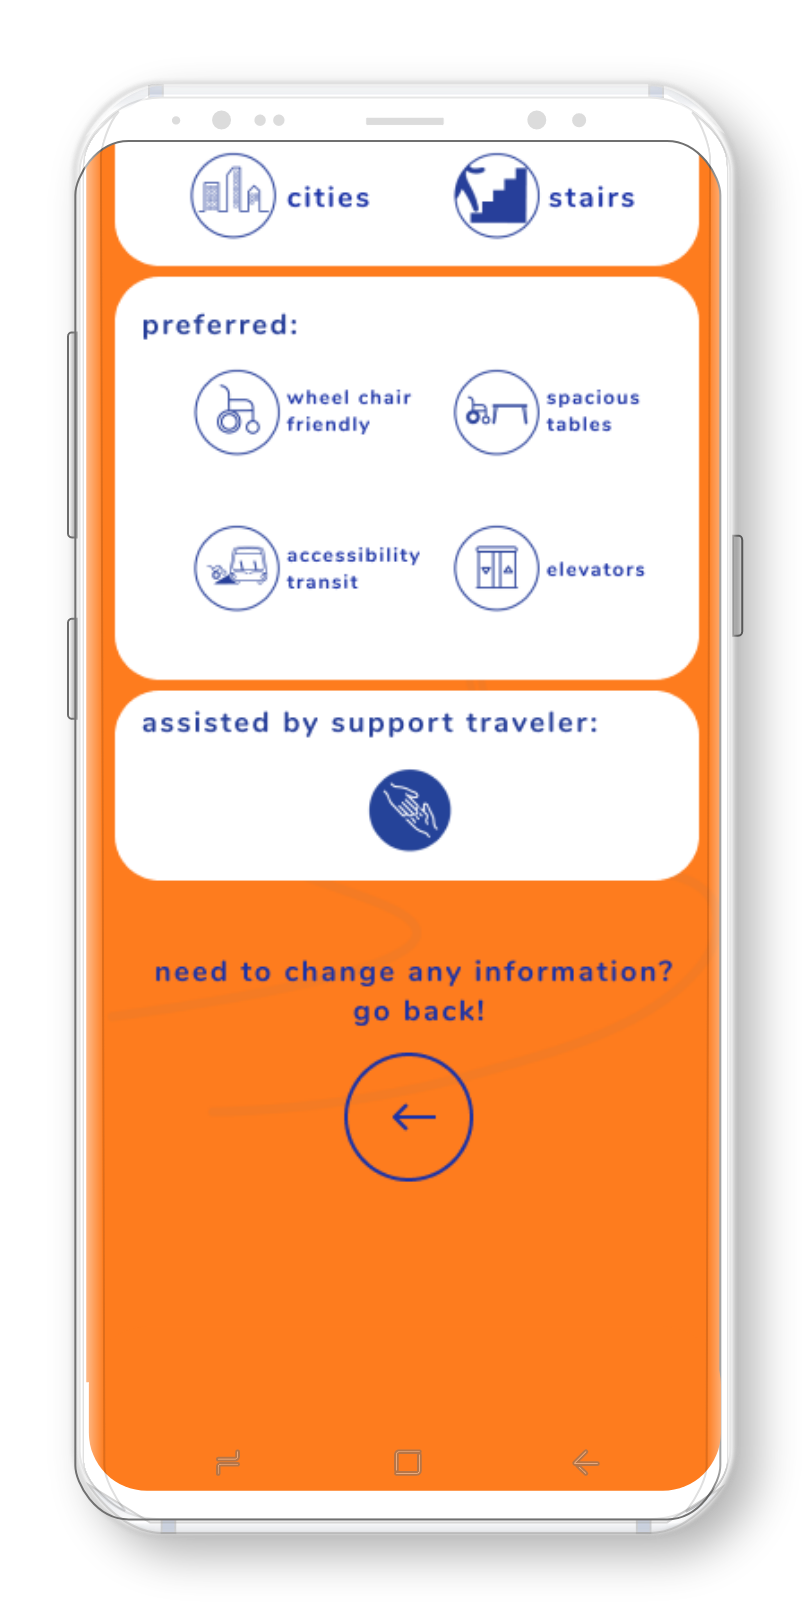 cities
stairs
preferred:
wheel chair
friendly
spacious
tables
accessibility
transit
elevators
assisted by support traveler:
need to change any information?
go back!